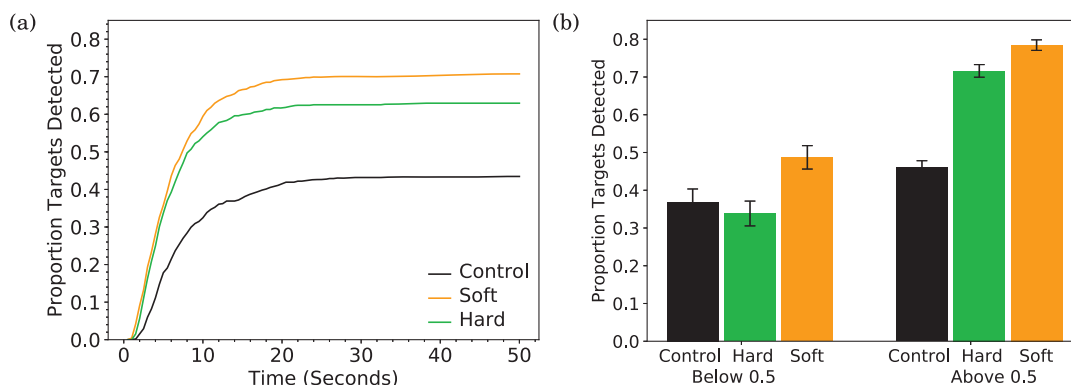 (a)
Proportion Targets Detected
0.8
0.7
0.6
0.5
0.4
0.3
0.2
0.1
0.0
Control
Soft
Hard
0 10 20 30 40 50
Time (Seconds)
(b)
Proportion Targets Detected
0.8
0.7
0.6
0.5
0.4
0.3
0.2
0.1
0.0
Control Hard Soft Control Hard Soft
Below 0.5 Above 0.5